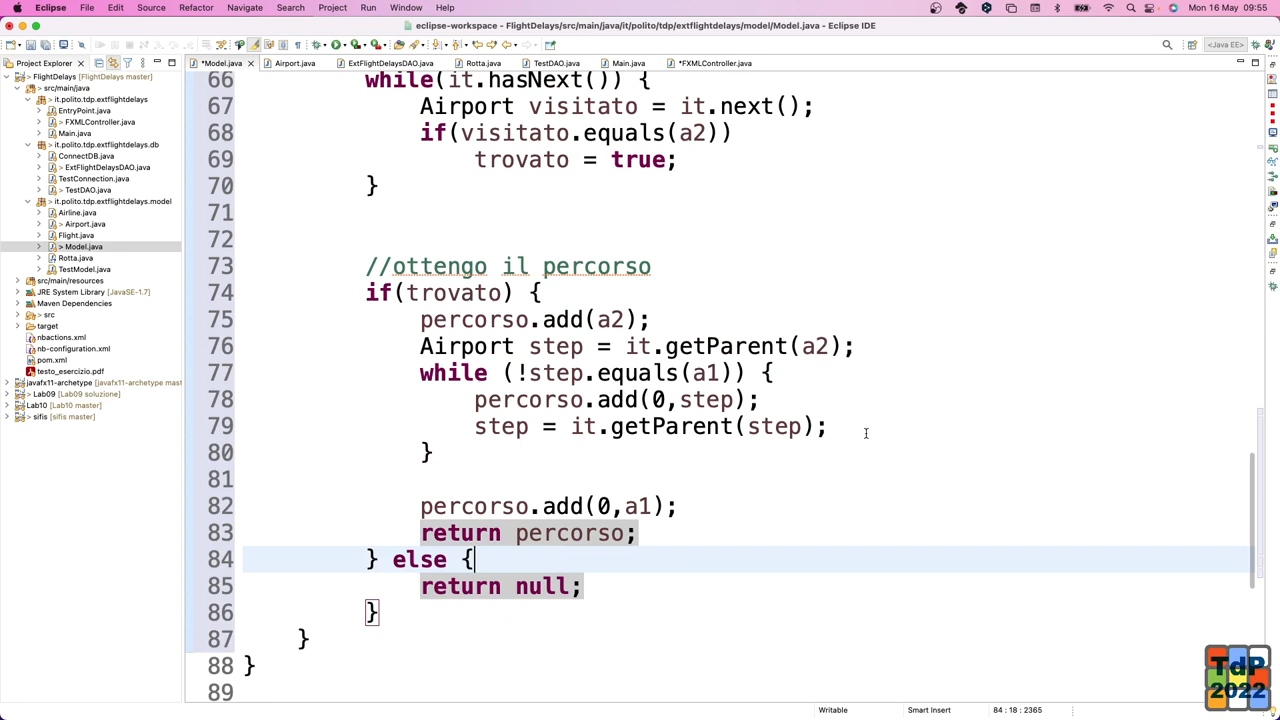 Eclipse File Edit Source Refactor Navigate Search Project Run Window Help Mon 16 May 09:55
eclipse-workspace - FlightDelays/src/main/java/it/polito/tdp/extflightdelays/model/Model.java - Eclipse IDE
<Java EE>
Project Explorer
*Model.java Airport.java ExtFlightDelaysDAO.java Rotta.java TestDAO.java Main.java *FXMLController.java
FlightDelays [FlightDelays master]
src/main/java
it.polito.tdp.extflightdelays
EntryPoint.java
> FXMLController.java
Main.java
it.polito.tdp.extflightdelays.db
ConnectDB.java
> ExtFlightDelaysDAO.java
TestConnection.java
> TestDAO.java
it.polito.tdp.extflightdelays.model
Airline.java
> Airport.java
Flight.java
> Model.java
Rotta.java
TestModel.java
src/main/resources
JRE System Library [JavaSE-1.7]
Maven Dependencies
> src
target
nbactions.xml
nb-configuration.xml
pom.xml
testo_esercizio.pdf
javafx11-archetype [javafx11-archetype mast
> Lab09 [Lab09 soluzione]
Lab10 [Lab10 master]
> sifis [sifis master]
66 while(it.hasNext()) {
67 Airport visitato = it.next();
68 if(visitato.equals(a2))
69 trovato = true;
70 }
71
72
73 //ottengo il percorso
74 if(trovato) {
75 percorso.add(a2);
76 Airport step = it.getParent(a2);
77 while (!step.equals(a1)) {
78 percorso.add(0,step);
79 step = it.getParent(step);
80 }
81
82 percorso.add(0,a1);
83 return percorso;
84 } else {
85 return null;
86 }
87 }
88 }
89
Writable Smart Insert 84 : 18 : 2365
TdP
2022